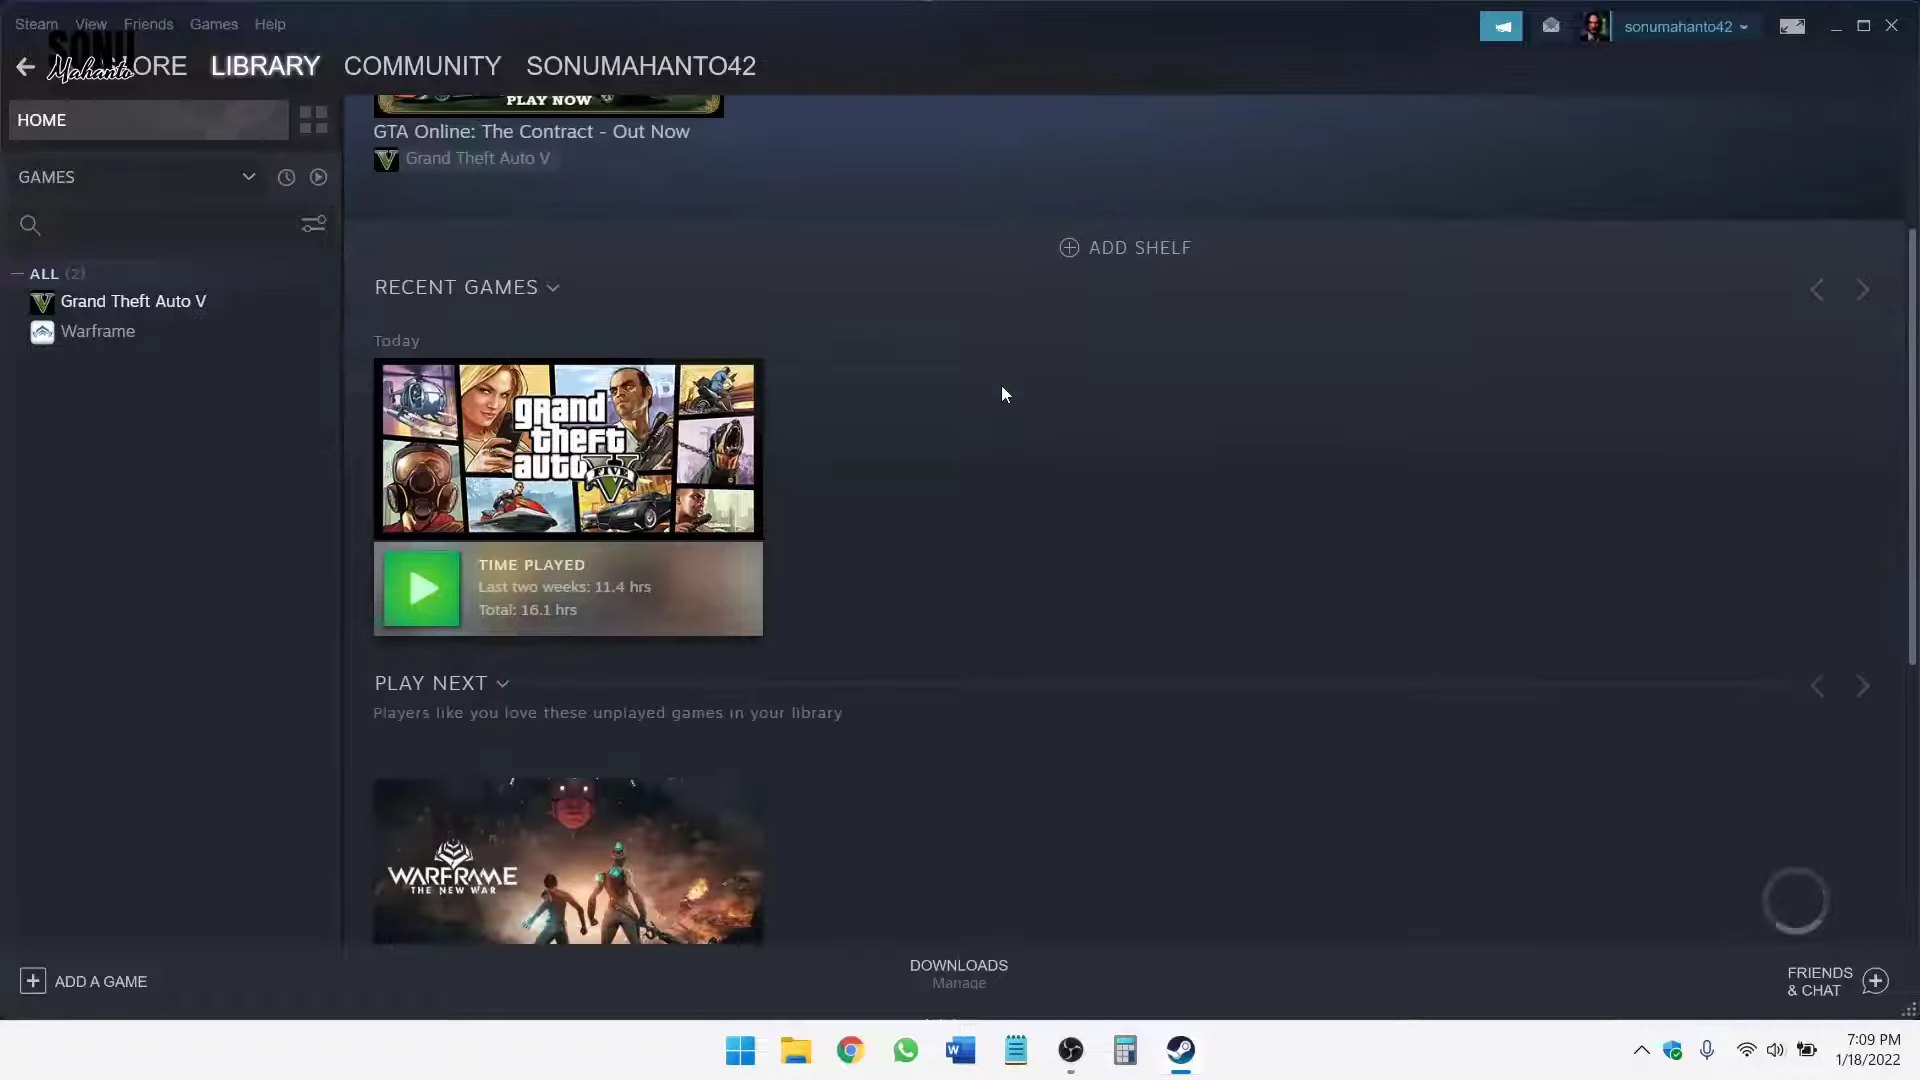 Steam View Friends Games Help
sonumahanto42
SONU
Mahanto
ORE LIBRARY COMMUNITY SONUMAHANTO42
HOME
PLAY NOW
GTA Online: The Contract - Out Now
Grand Theft Auto V
GAMES
ADD SHELF
ALL (2)
Grand Theft Auto V
Warframe
RECENT GAMES
Today
grand
theft
auto
FIVE
TIME PLAYED
Last two weeks: 11.4 hrs
Total: 16.1 hrs
PLAY NEXT
Players like you love these unplayed games in your library
WARFRAME
THE NEW WAR
ADD A GAME
DOWNLOADS
Manage
FRIENDS
& CHAT
7:09 PM
1/18/2022